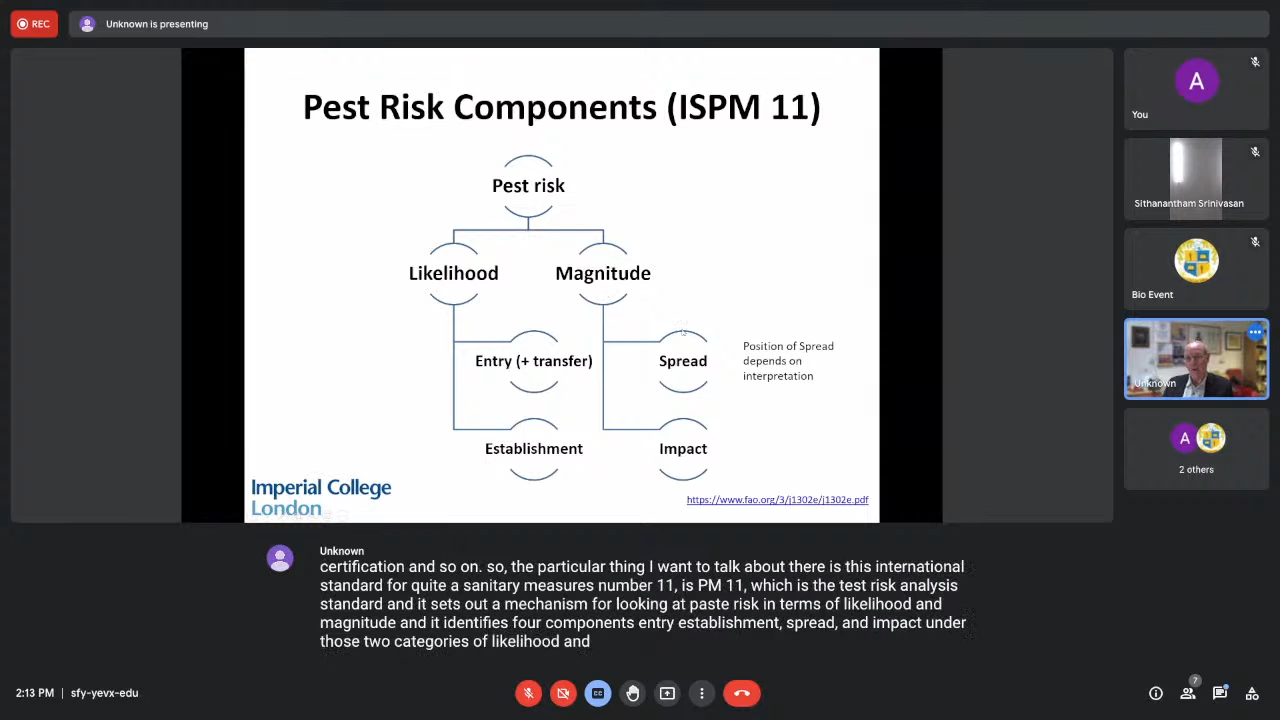 REC
Unknown is presenting
Pest Risk Components (ISPM 11)
Pest risk
Likelihood
Magnitude
Entry (+ transfer)
Spread
Position of Spread
depends on
interpretation
Establishment
Impact
Imperial College
London
https://www.fao.org/3/j1302e/j1302e.pdf
A
You
Sithanantham Srinivasan
Bio Event
Unknown
A
2 others
Unknown
certification and so on. so, the particular thing I want to talk about there is this international
standard for quite a sanitary measures number 11, is PM 11, which is the test risk analysis
standard and it sets out a mechanism for looking at paste risk in terms of likelihood and
magnitude and it identifies four components entry establishment, spread, and impact under
those two categories of likelihood and
2:13 PM | sfy-yevx-edu
CC
7